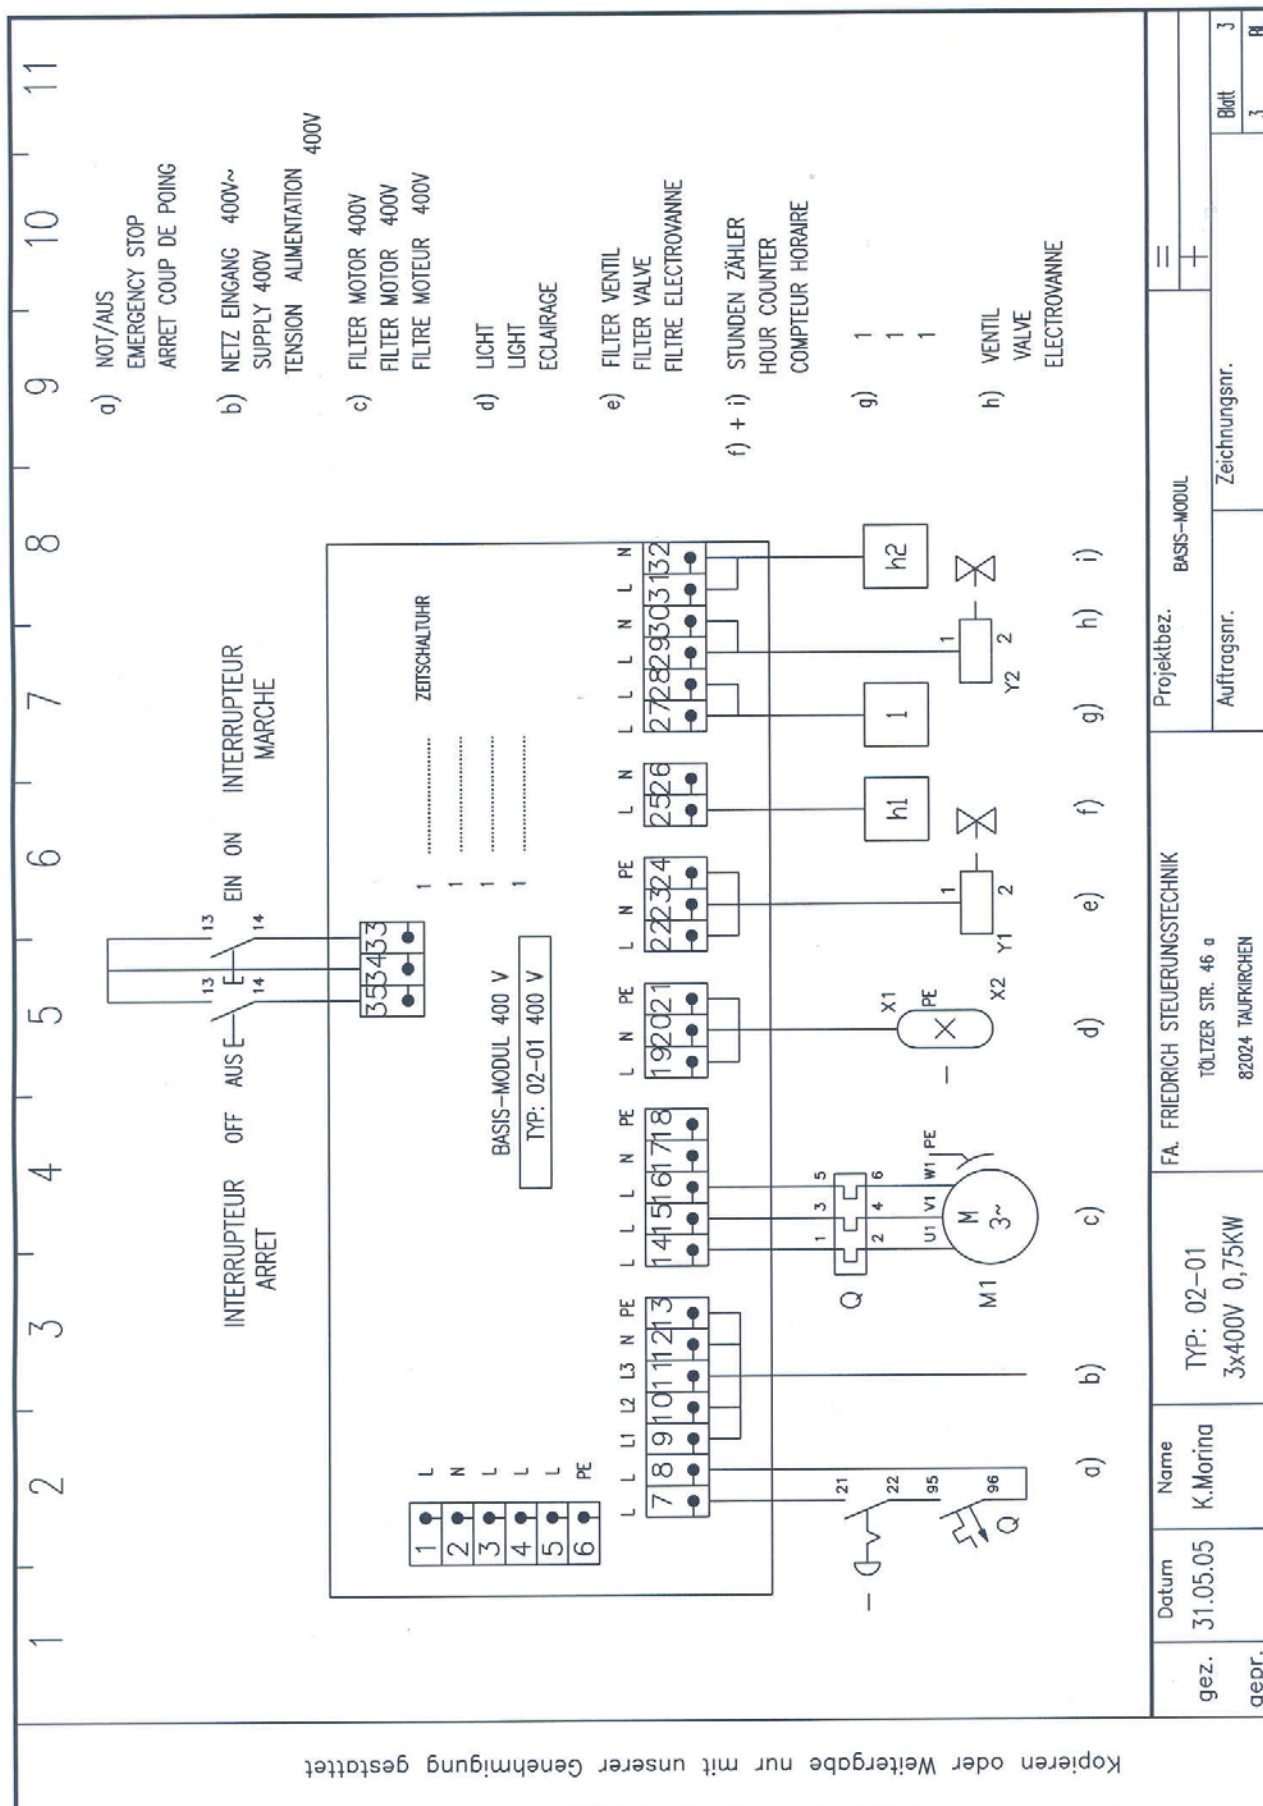 1 2 3 4 5 6 7 8 9 10 11
INTERRUPTEUR OFF AUS
ARRET
EIN ON INTERRUPTEUR
MARCHE
13 13
14 14
35 34 33
1 ZEITSCHALTUHR
1
1
1
BASIS-MODUL 400 V
TYP: 02-01 400 V
1 L
2 N
3 L
4 L
5 L
6 PE
L L L1 L2 L3 N PE
7 8 9 10 11 12 13
L L L N PE
14 15 16 17 18
L N PE
19 20 21
L N PE
22 23 24
L N
25 26
L L L N L N
27 28 29 30 31 32
21
22
95
96
Q
Q
1 3 5
2 4 6
U1 V1 W1 PE
M
3~
M1
X1
PE
X2
1
2
Y1
h1
1
1
2
Y2
h2
a) b) c) d) e) f) g) h) i)
a) NOT/AUS
EMERGENCY STOP
ARRET COUP DE POING
b) NETZ EINGANG 400V~
SUPPLY 400V
TENSION ALIMENTATION
400V
c) FILTER MOTOR 400V
FILTER MOTOR 400V
FILTRE MOTEUR 400V
d) LICHT
LIGHT
ECLAIRAGE
e) FILTER VENTIL
FILTER VALVE
FILTRE ELECTROVANNE
f) + i) STUNDEN ZÄHLER
HOUR COUNTER
COMPTEUR HORAIRE
g) 1
1
1
h) VENTIL
VALVE
ELECTROVANNE
Datum Name
gez. 31.05.05 K.Morina
gepr.
TYP: 02-01
3x400V 0,75KW
FA. FRIEDRICH STEUERUNGSTECHNIK
TÖLTZER STR. 46 a
82024 TAUFKIRCHEN
Projektbez. BASIS-MODUL
=
+
Auftragsnr. Zeichnungsnr.
Blatt 3
3 Bl
Kopieren oder Weitergabe nur mit unserer Genehmigung gestattet